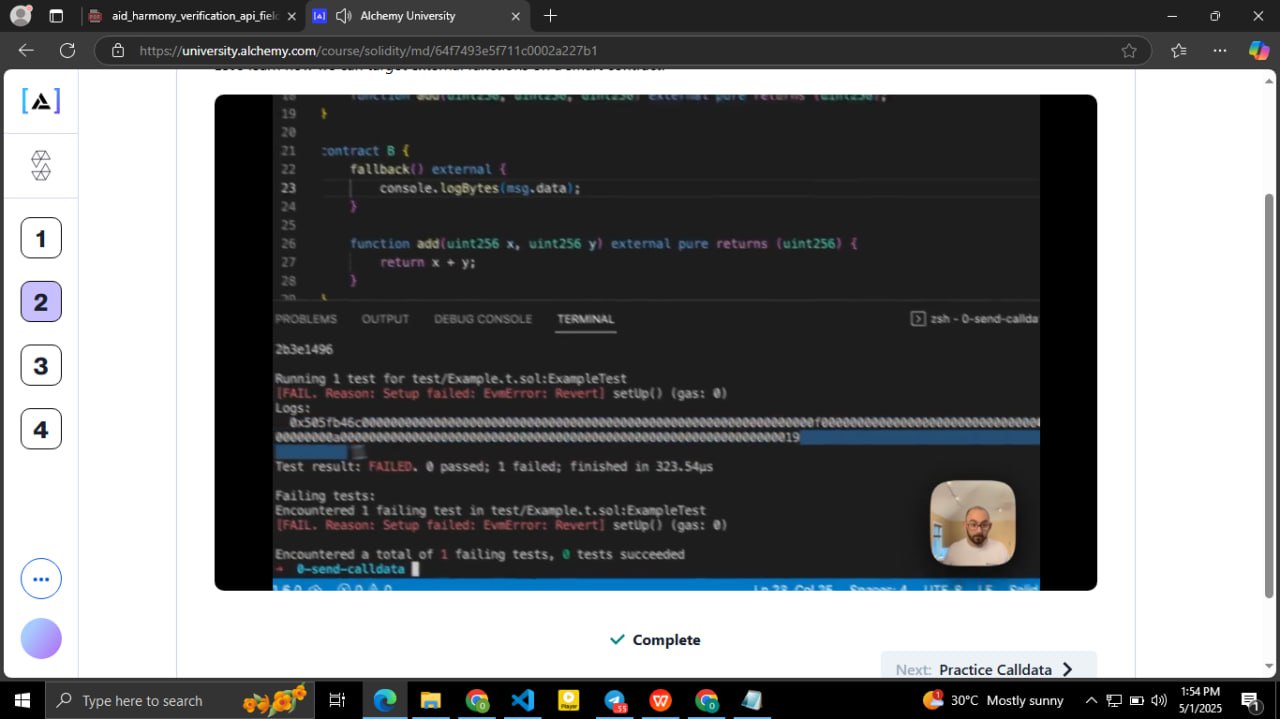 aid_harmony_verification_api_fiel
Alchemy University
https://university.alchemy.com/course/solidity/md/64f7493e5f711c0002a227b1
1
2
3
4
18 function add(uint256, uint256, uint256) external pure returns (uint256);
19 }
20
21 contract B {
22 fallback() external {
23 console.logBytes(msg.data);
24 }
25
26 function add(uint256 x, uint256 y) external pure returns (uint256) {
27 return x + y;
28 }
29 }
PROBLEMS OUTPUT DEBUG CONSOLE TERMINAL zsh - 0-send-callda
2b3e1496
Running 1 test for test/Example.t.sol:ExampleTest
[FAIL. Reason: Setup failed: EvmError: Revert] setUp() (gas: 0)
Logs:
Test result: FAILED. 0 passed; 1 failed; finished in 323.54µs
Failing tests:
Encountered 1 failing test in test/Example.t.sol:ExampleTest
[FAIL. Reason: Setup failed: EvmError: Revert] setUp() (gas: 0)
Encountered a total of 1 failing tests, 0 tests succeeded
→ 0-send-calldata
Ln 23, Col 25 Spaces: 4 UTF-8 LF Solid
Complete
Next: Practice Calldata
Type here to search
30°C Mostly sunny
1:54 PM
5/1/2025